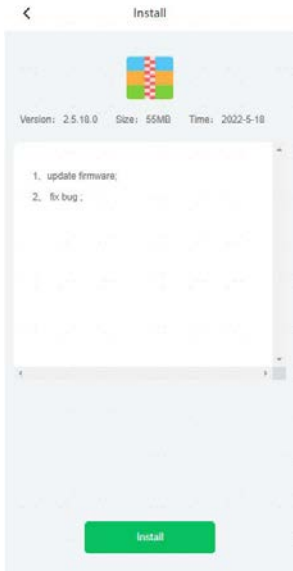 Install
Version: 2.5.18.0 Size: 55MB Time: 2022-5-18
1、update firmware;
2、 fix bug ;
Install